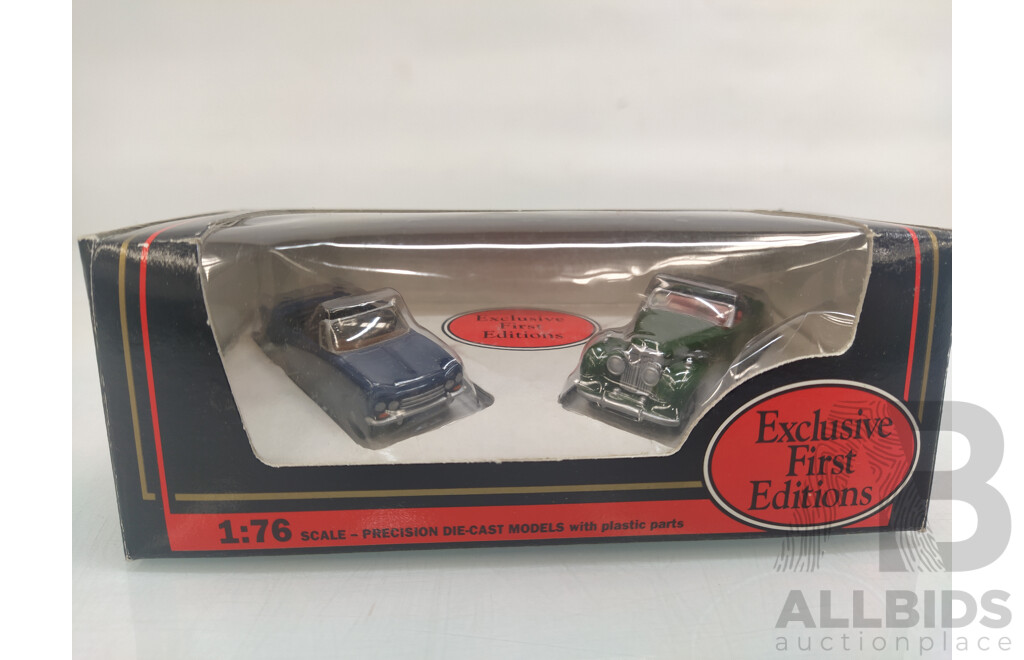 Exclusive
First
Editions
Exclusive
First
Editions
1:76 SCALE – PRECISION DIE-CAST MODELS with plastic parts
B
ALLBIDS
auctionplace